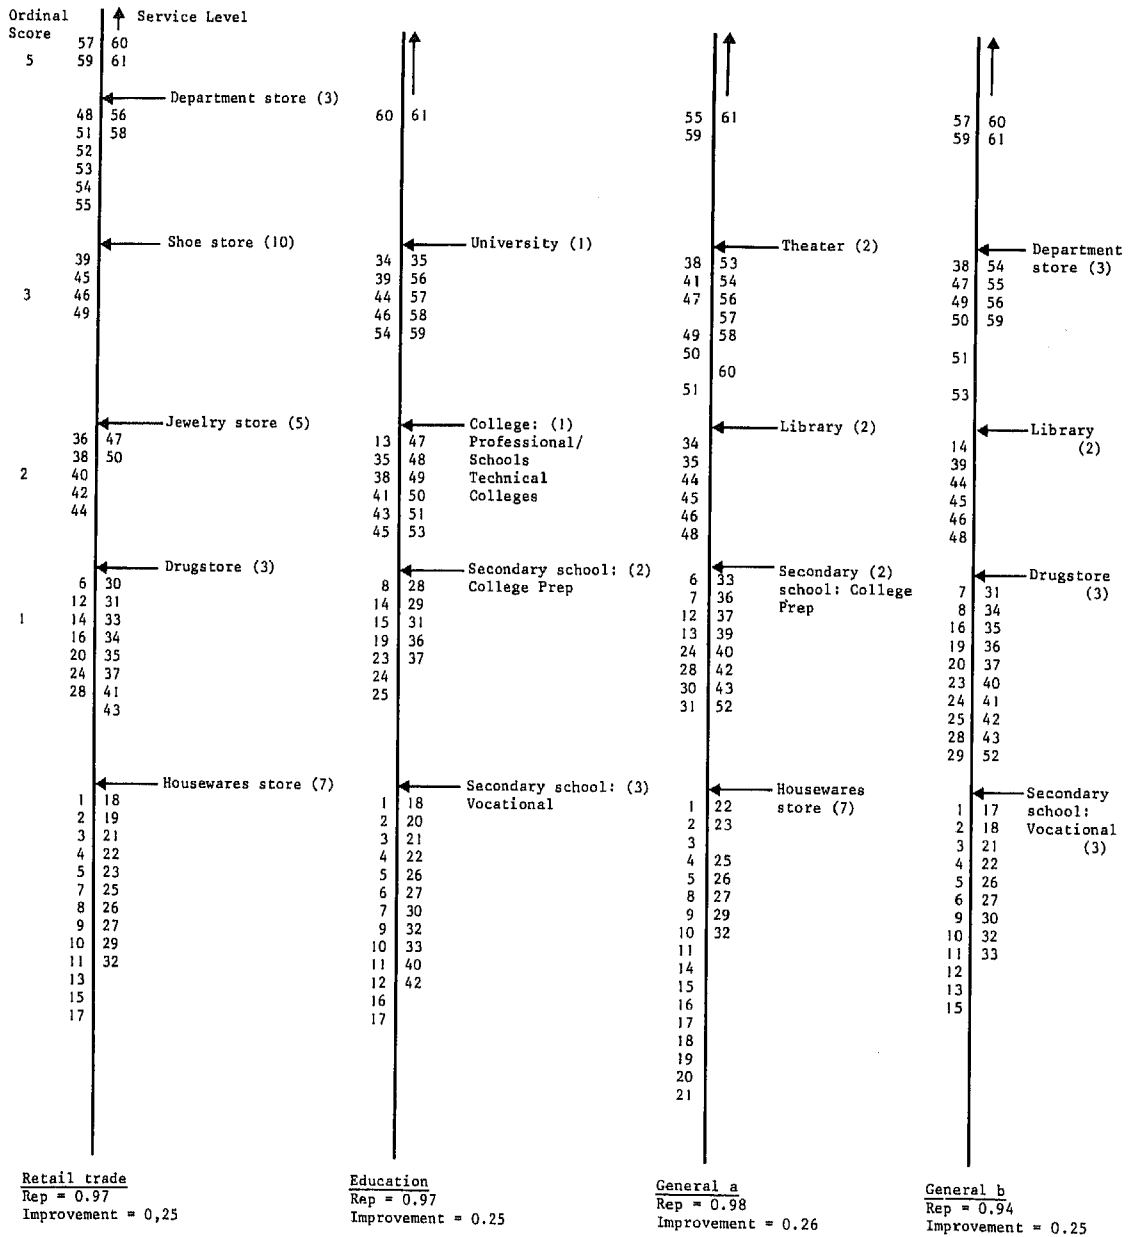 Ordinal
Score
Service Level
57 60
5 59 61
Department store (3)
48 56
51 58
52
53
54
55
Shoe store (10)
39
45
3 46
49
Jewelry store (5)
36 47
38 50
2 40
42
44
Drugstore (3)
6 30
12 31
1 14 33
16 34
20 35
24 37
28 41
43
Housewares store (7)
1 18
2 19
3 21
4 22
5 23
7 25
8 26
9 27
10 29
11 32
13
15
17
Retail trade
Rep = 0.97
Improvement = 0,25
60 61
University (1)
34 35
39 56
44 57
46 58
54 59
College: (1)
13 47 Professional/
35 48 Schools
38 49 Technical
41 50 Colleges
43 51
45 53
Secondary school: (2)
8 28 College Prep
14 29
15 31
19 36
23 37
24
25
Secondary school: (3)
1 18 Vocational
2 20
3 21
4 22
5 26
6 27
7 30
9 32
10 33
11 40
12 42
16
17
Education
Rep = 0.97
Improvement = 0.25
55 61
59
Theater (2)
38 53
41 54
47 56
57
49 58
50
60
51
Library (2)
34
35
44
45
46
48
6 33 Secondary (2)
7 36 school: College
12 37 Prep
13 39
24 40
28 42
30 43
31 52
Housewares
1 22 store (7)
2 23
3
4 25
5 26
8 27
9 29
10 32
11
14
15
16
17
18
19
20
21
General a
Rep = 0.98
Improvement = 0.26
57 60
59 61
Department
38 54 store (3)
47 55
49 56
50 59
51
53
Library
14 (2)
39
44
45
46
48
Drugstore
7 31 (3)
8 34
16 35
19 36
20 37
23 40
24 41
25 42
28 43
29 52
Secondary
1 17 school:
2 18 Vocational
3 21 (3)
4 22
5 26
6 27
9 30
10 32
11 33
12
13
15
General b
Rep = 0.94
Improvement = 0.25